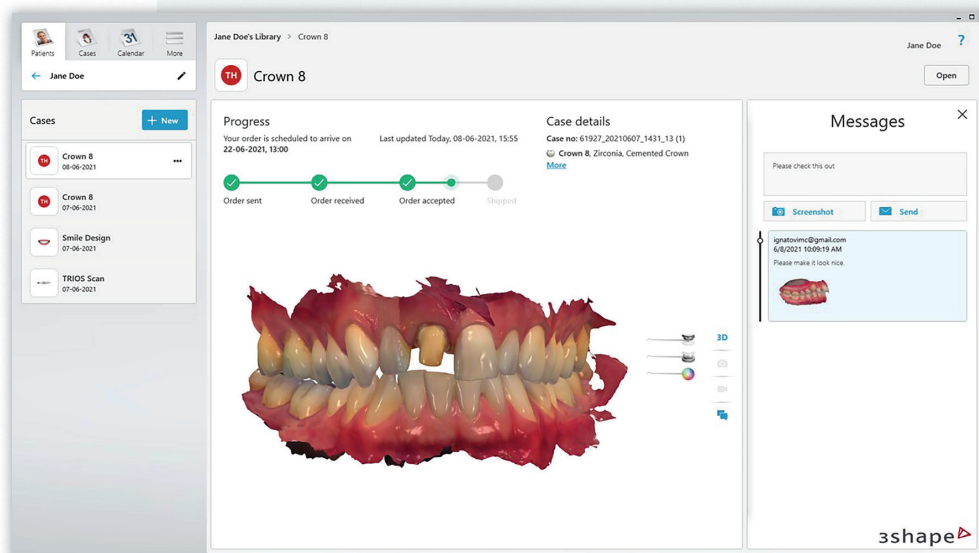 Patients
Cases
31
Calendar
More
Jane Doe
Cases
+ New
TH
Crown 8
08-06-2021
TH
Crown 8
07-06-2021
Smile Design
07-06-2021
TRIOS Scan
07-06-2021
Jane Doe's Library > Crown 8
Jane Doe
?
TH
Crown 8
Open
Progress
Your order is scheduled to arrive on
22-06-2021, 13:00
Last updated Today, 08-06-2021, 15:55
Case details
Case no: 61927_20210607_1431_13 (1)
Crown 8, Zirconia, Cemented Crown
More
Order sent
Order received
Order accepted
Shipped
3D
Messages
Please check this out
Screenshot
Send
ignatovimc@gmail.com
6/8/2021 10:09:19 AM
Please make it look nice.
3shape